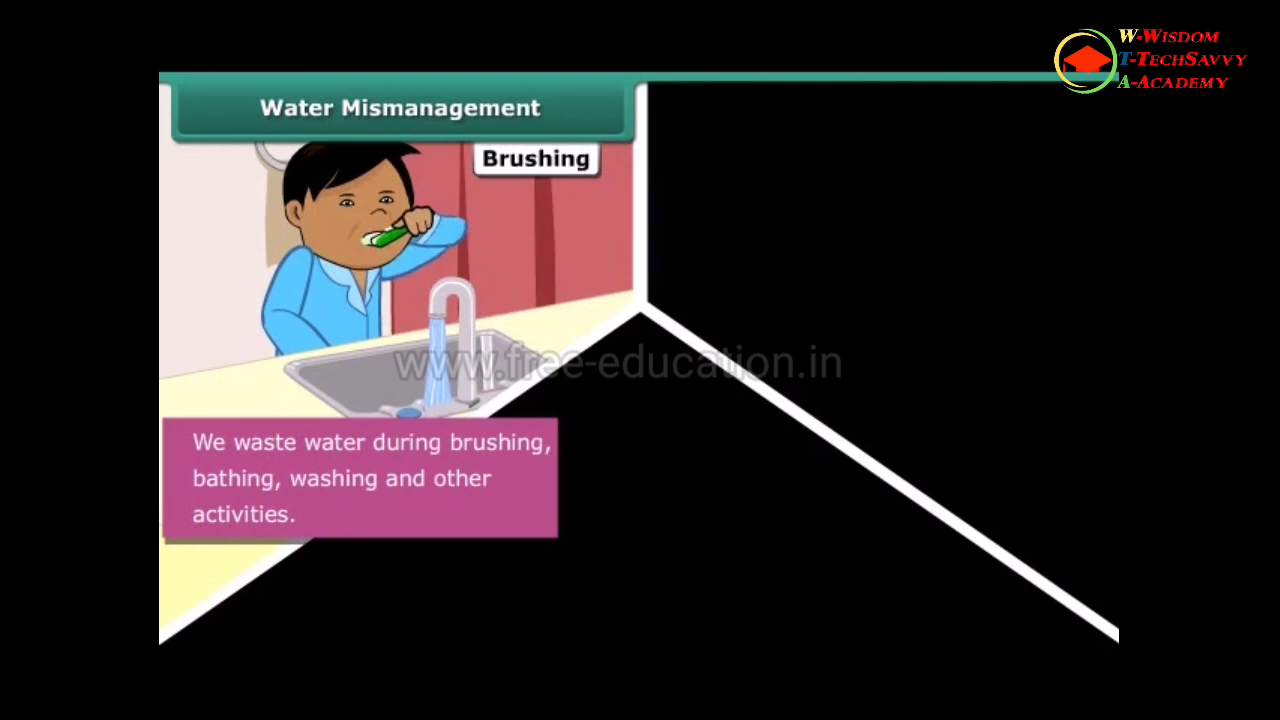 W-Wisdom
T-TechSavvy
A-Academy
Water Mismanagement
Brushing
www.free-education.in
We waste water during brushing,
bathing, washing and other
activities.